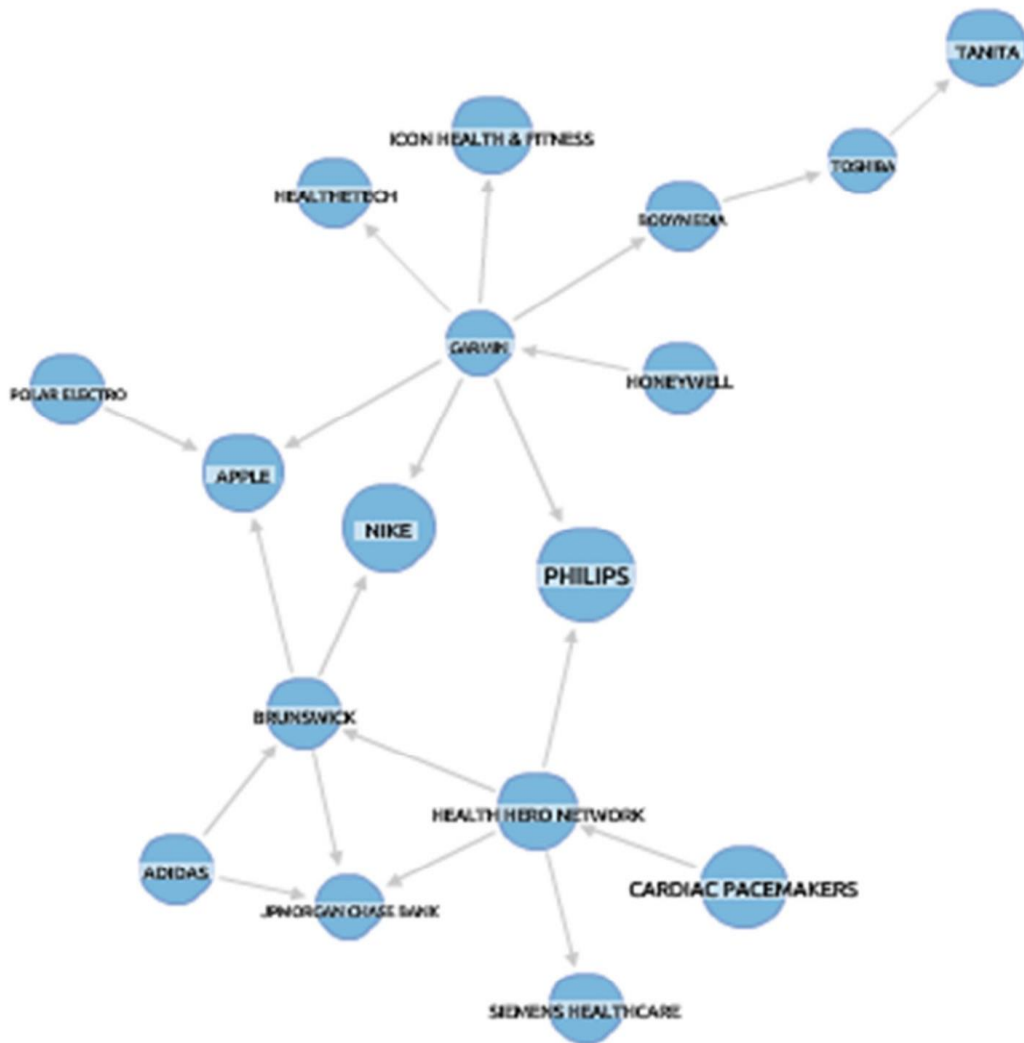 TANITA
ICON HEALTH & FITNESS
TOSHIBA
HEALTHETECH
BODYMEDIA
GARMIN
HONEYWELL
POLAR ELECTRO
APPLE
NIKE
PHILIPS
BRUNSWICK
HEALTH HERO NETWORK
ADIDAS
CARDIAC PACEMAKERS
JPMORGAN CHASE BANK
SIEMENS HEALTHCARE